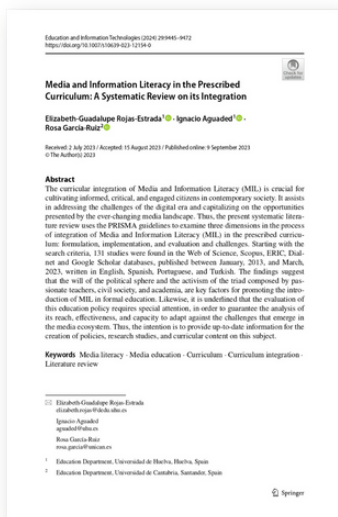 Education and Information Technologies (2024) 29:9445–9472
https://doi.org/10.1007/s10639-023-12154-0
Check for
updates
Media and Information Literacy in the Prescribed
Curriculum: A Systematic Review on its Integration
Elizabeth-Guadalupe Rojas-Estrada1 · Ignacio Aguaded1 ·
Rosa García-Ruiz2
Received: 2 July 2023 / Accepted: 15 August 2023 / Published online: 9 September 2023
© The Author(s) 2023
Abstract
The curricular integration of Media and Information Literacy (MIL) is crucial for
cultivating informed, critical, and engaged citizens in contemporary society. It assists
in addressing the challenges of the digital era and capitalizing on the opportunities
presented by the ever-changing media landscape. Thus, the present systematic litera-
ture review uses the PRISMA guidelines to examine three dimensions in the process
of integration of Media and Information Literacy (MIL) in the prescribed curricu-
lum: formulation, implementation, and evaluation and challenges. Starting with the
search criteria, 131 studies were found in the Web of Science, Scopus, ERIC, Dial-
net and Google Scholar databases, published between January, 2013, and March,
2023, written in English, Spanish, Portuguese, and Turkish. The findings suggest
that the will of the political sphere and the activism of the triad composed by pas-
sionate teachers, civil society, and academia, are key factors for promoting the intro-
duction of MIL in formal education. Likewise, it is underlined that the evaluation of
this education policy requires special attention, in order to guarantee the analysis of
its reach, effectiveness, and capacity to adapt against the challenges that emerge in
the media ecosystem. Thus, the intention is to provide up-to-date information for the
creation of policies, research studies, and curricular content on this subject.
Keywords Media literacy · Media education · Curriculum · Curriculum integration ·
Literature review
Elizabeth-Guadalupe Rojas-Estrada
elizabeth.rojas@dedu.uhu.es
Ignacio Aguaded
aguaded@uhu.es
Rosa García-Ruiz
rosa.garcia@unican.es
1 Education Department, Universidad de Huelva, Huelva, Spain
2 Education Department, Universidad de Cantabria, Santander, Spain
Springer